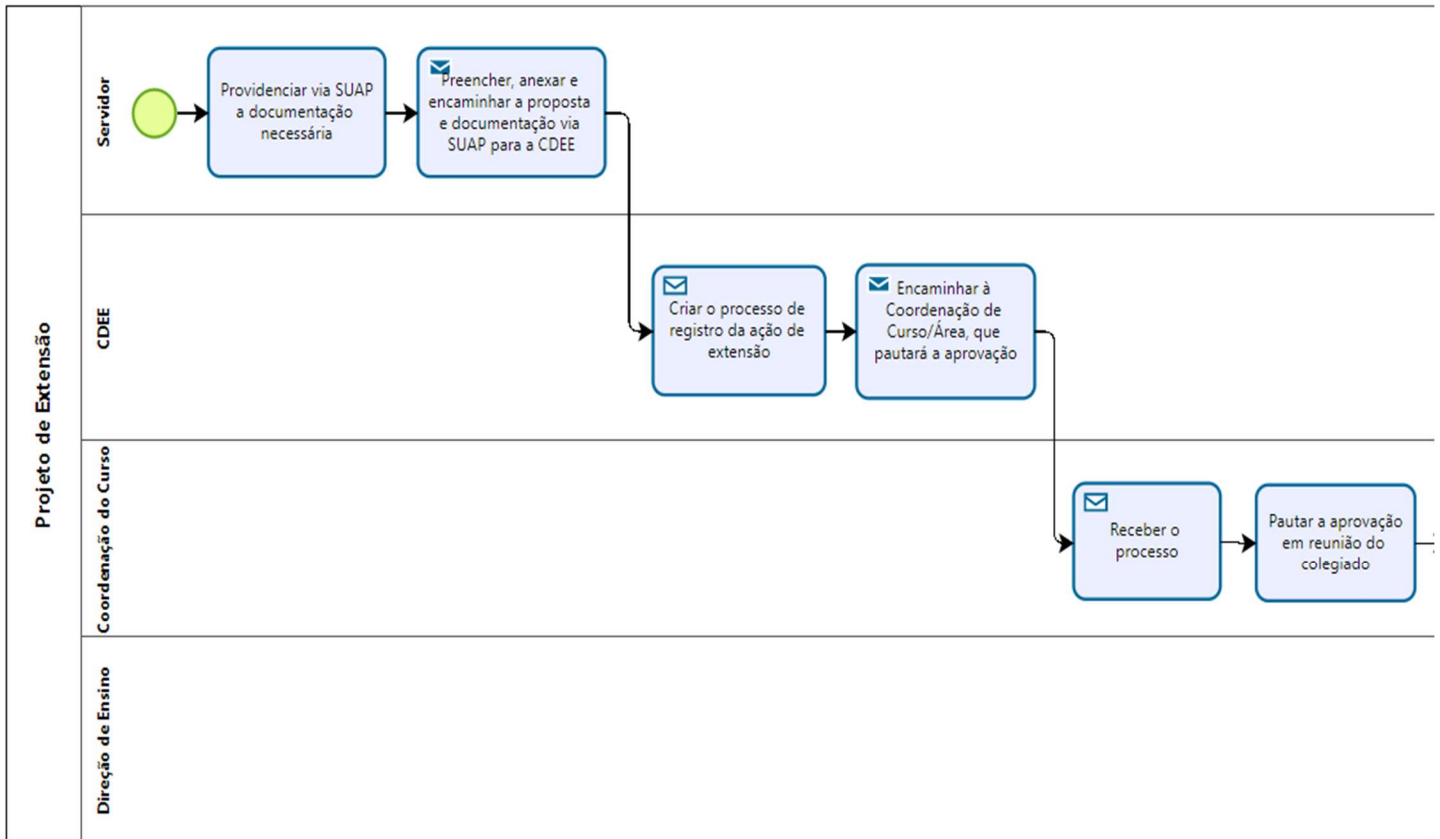 Projeto de Extensão
Servidor
Providenciar via SUAP
a documentação
necessária
Preencher, anexar e
encaminhar a proposta
e documentação via
SUAP para a CDEE
CDEE
Criar o processo de
registro da ação de
extensão
Encaminhar à
Coordenação de
Curso/Área, que
pautará a aprovação
Coordenação do Curso
Receber o
processo
Pautar a aprovação
em reunião do
colegiado
Direção de Ensino